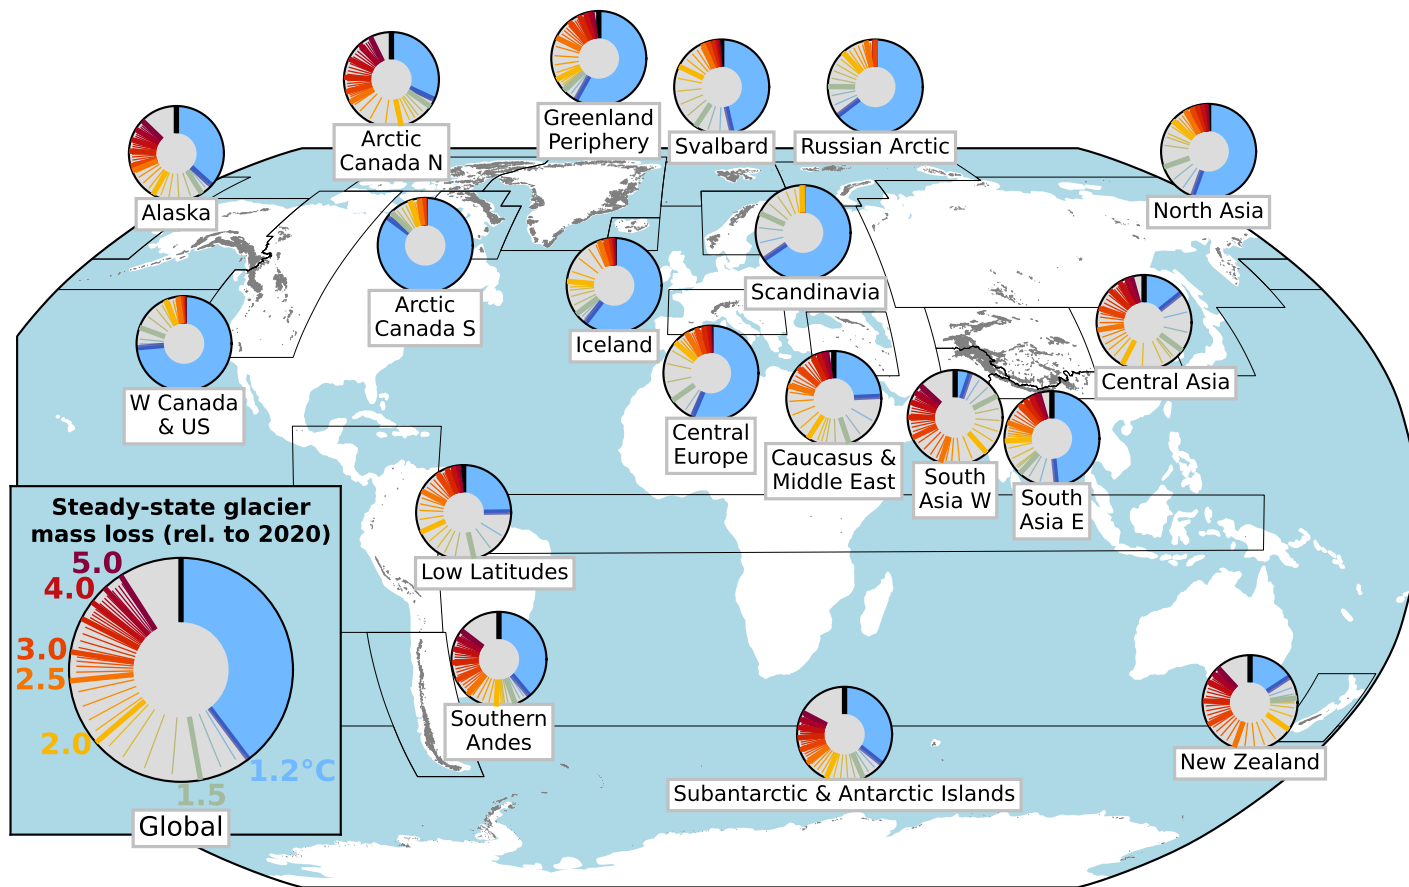 Greenland
Periphery
Arctic
Canada N
Svalbard
Russian Arctic
Alaska
North Asia
Scandinavia
Arctic
Canada S
Iceland
Central Asia
W Canada
& US
Central
Europe
Caucasus &
Middle East
South
Asia W
South
Asia E
Low Latitudes
Steady-state glacier
mass loss (rel. to 2020)
5.0
4.0
3.0
2.5
2.0
1.2°C
1.5
Global
Southern
Andes
New Zealand
Subantarctic & Antarctic Islands